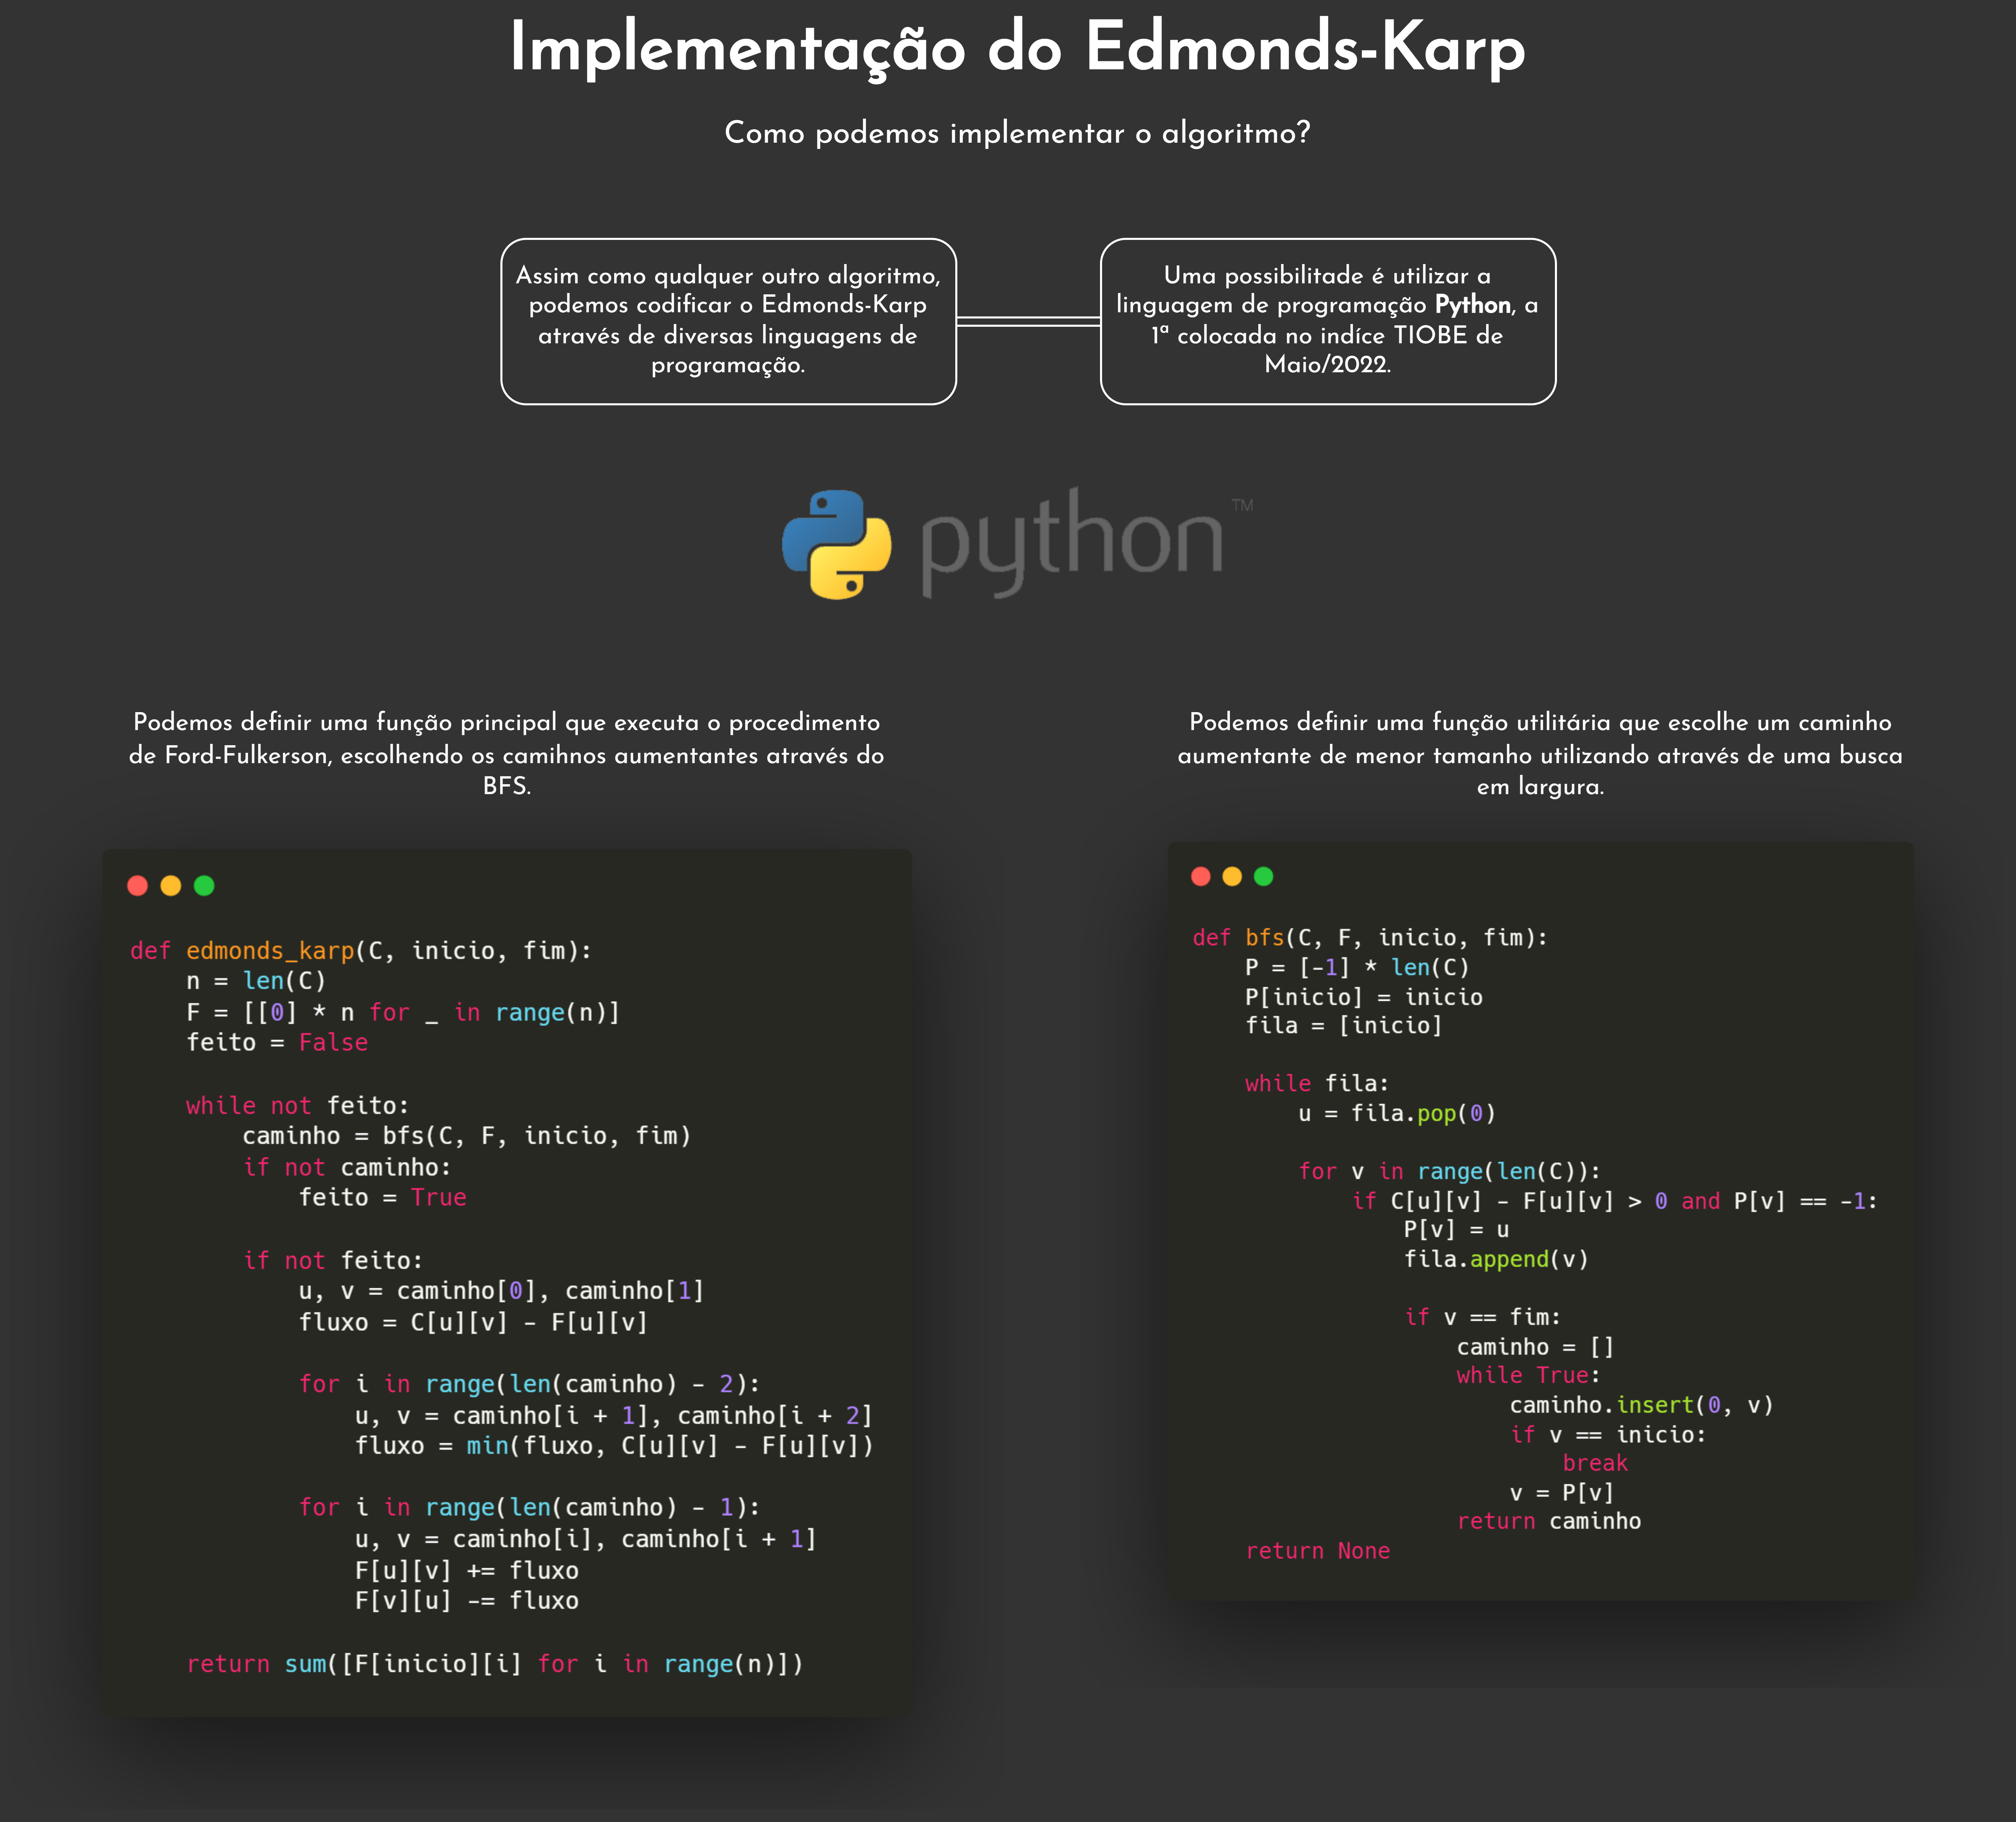 Implementação do Edmonds-Karp
Como podemos implementar o algoritmo?
Assim como qualquer outro algoritmo,
podemos codificar o Edmonds-Karp
através de diversas linguagens de
programação.
Uma possibilitade é utilizar a
linguagem de programação Python, a
1ª colocada no indíce TIOBE de
Maio/2022.
python™
Podemos definir uma função principal que executa o procedimento
de Ford-Fulkerson, escolhendo os camihnos aumentantes através do
BFS.
def edmonds_karp(C, inicio, fim):
    n = len(C)
    F = [[0] * n for _ in range(n)]
    feito = False
    while not feito:
        caminho = bfs(C, F, inicio, fim)
        if not caminho:
            feito = True
        if not feito:
            u, v = caminho[0], caminho[1]
            fluxo = C[u][v] - F[u][v]
            for i in range(len(caminho) - 2):
                u, v = caminho[i + 1], caminho[i + 2]
                fluxo = min(fluxo, C[u][v] - F[u][v])
            for i in range(len(caminho) - 1):
                u, v = caminho[i], caminho[i + 1]
                F[u][v] += fluxo
                F[v][u] -= fluxo
    return sum([F[inicio][i] for i in range(n)])
Podemos definir uma função utilitária que escolhe um caminho
aumentante de menor tamanho utilizando através de uma busca
em largura.
def bfs(C, F, inicio, fim):
    P = [-1] * len(C)
    P[inicio] = inicio
    fila = [inicio]
    while fila:
        u = fila.pop(0)
        for v in range(len(C)):
            if C[u][v] - F[u][v] > 0 and P[v] == -1:
                P[v] = u
                fila.append(v)
                if v == fim:
                    caminho = []
                    while True:
                        caminho.insert(0, v)
                        if v == inicio:
                            break
                        v = P[v]
                    return caminho
    return None